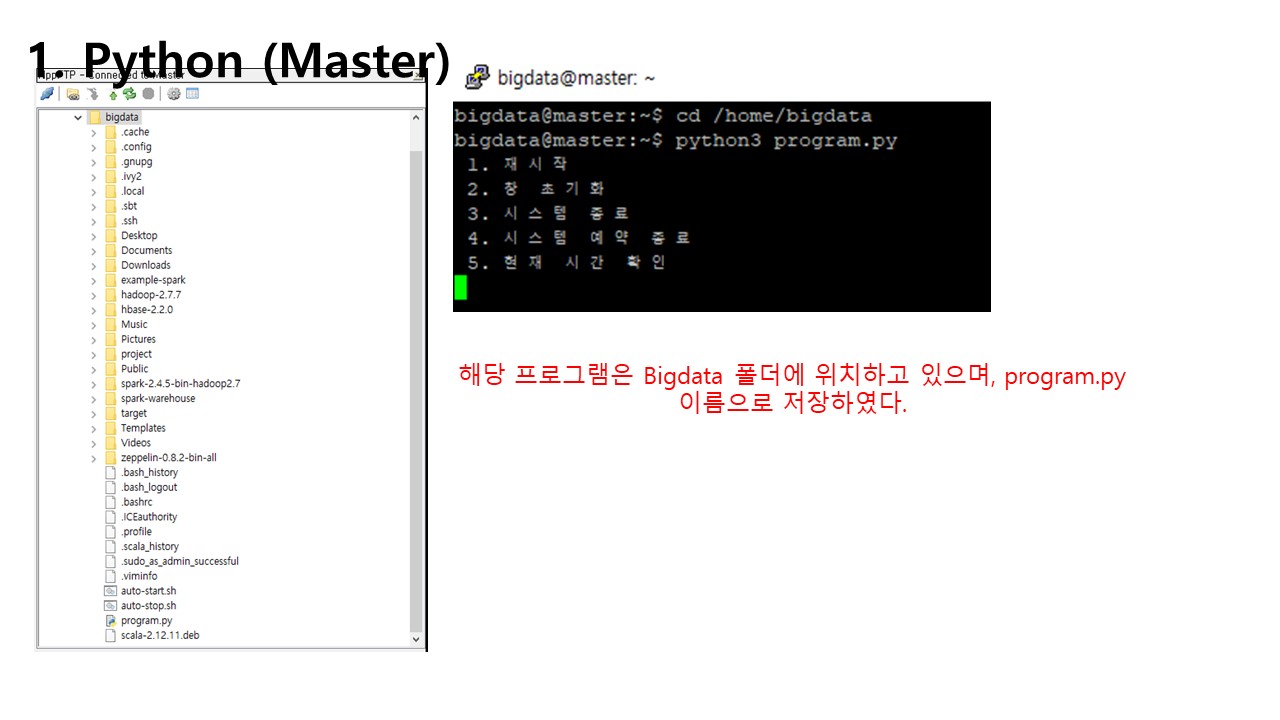 1. Python (Master)
NppFTP - Connected to Master
bigdata
.cache
.config
.gnupg
.ivy2
.local
.sbt
.ssh
Desktop
Documents
Downloads
example-spark
hadoop-2.7.7
hbase-2.2.0
Music
Pictures
project
Public
spark-2.4.5-bin-hadoop2.7
spark-warehouse
target
Templates
Videos
zeppelin-0.8.2-bin-all
.bash_history
.bash_logout
.bashrc
.ICEauthority
.profile
.scala_history
.sudo_as_admin_successful
.viminfo
auto-start.sh
auto-stop.sh
program.py
scala-2.12.11.deb
bigdata@master: ~
bigdata@master:~$ cd /home/bigdata
bigdata@master:~$ python3 program.py
1. 재시작
2. 창 초기화
3. 시스템 종료
4. 시스템 예약 종료
5. 현재 시간 확인
해당 프로그램은 Bigdata 폴더에 위치하고 있으며, program.py
이름으로 저장하였다.